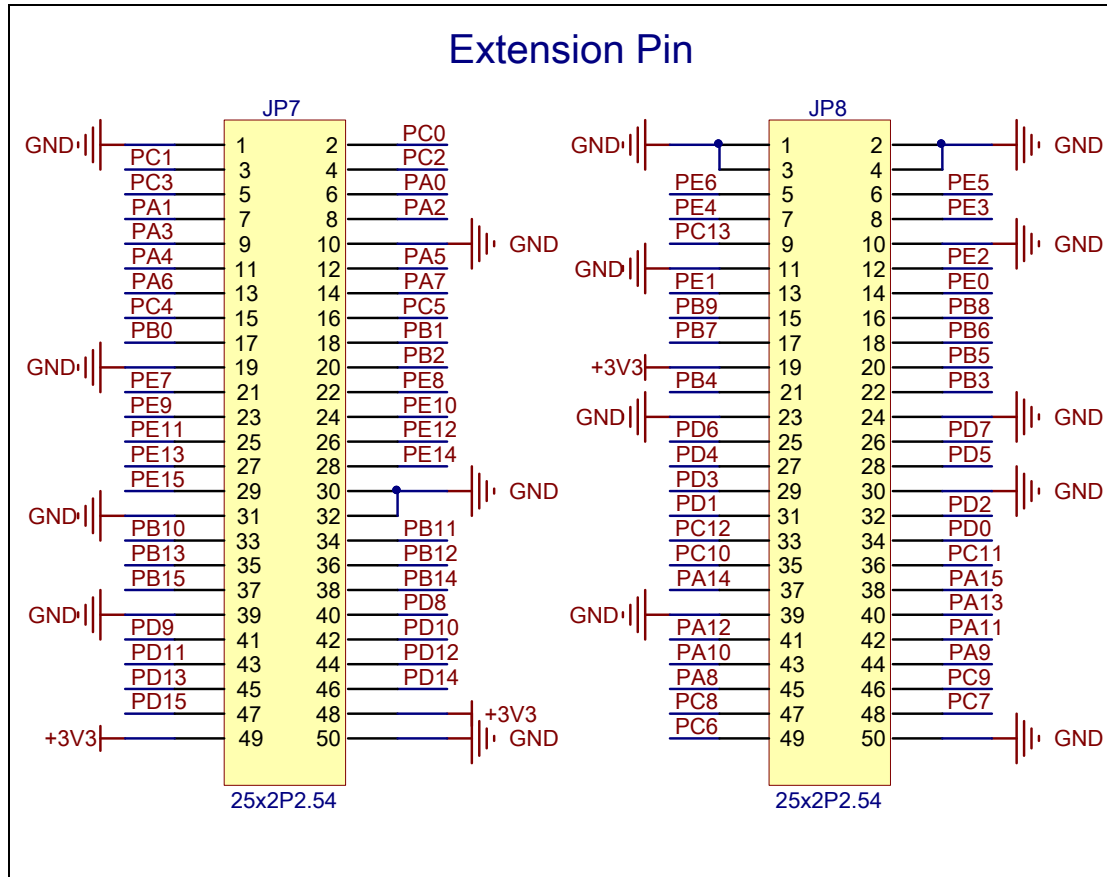 Extension Pin
JP7 JP8
GND 1 2 PC0 GND 1 2 GND
PC1 3 4 PC2 3 4
PC3 5 6 PA0 PE6 5 6 PE5
PA1 7 8 PA2 PE4 7 8 PE3
PA3 9 10 GND PC13 9 10 GND
PA4 11 12 PA5 GND 11 12 PE2
PA6 13 14 PA7 PE1 13 14 PE0
PC4 15 16 PC5 PB9 15 16 PB8
PB0 17 18 PB1 PB7 17 18 PB6
GND 19 20 PB2 +3V3 19 20 PB5
PE7 21 22 PE8 PB4 21 22 PB3
PE9 23 24 PE10 GND 23 24 GND
PE11 25 26 PE12 PD6 25 26 PD7
PE13 27 28 PE14 PD4 27 28 PD5
PE15 29 30 GND PD3 29 30 GND
GND 31 32 PD1 31 32 PD2
PB10 33 34 PB11 PC12 33 34 PD0
PB13 35 36 PB12 PC10 35 36 PC11
PB15 37 38 PB14 PA14 37 38 PA15
GND 39 40 PD8 GND 39 40 PA13
PD9 41 42 PD10 PA12 41 42 PA11
PD11 43 44 PD12 PA10 43 44 PA9
PD13 45 46 PD14 PA8 45 46 PC9
PD15 47 48 +3V3 PC8 47 48 PC7
+3V3 49 50 GND PC6 49 50 GND
25x2P2.54 25x2P2.54